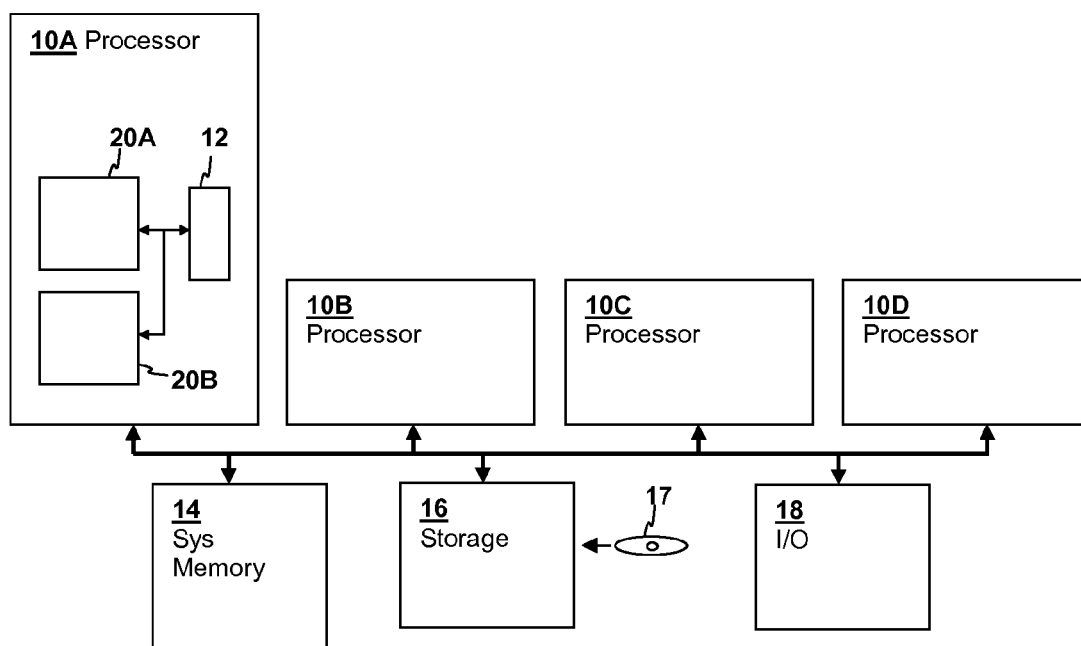 10A Processor
20A
12
20B
10B
Processor
10C
Processor
10D
Processor
14
Sys
Memory
16
Storage
17
18
I/O